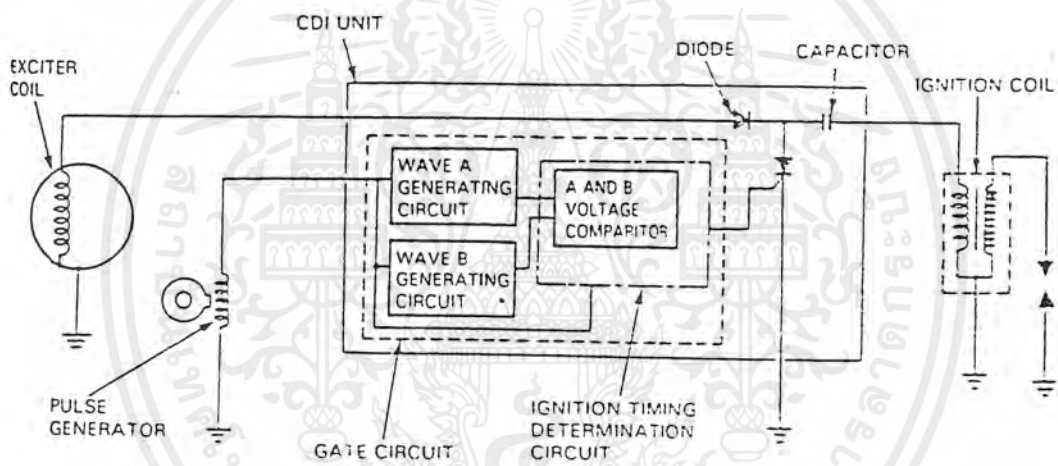 CDI UNIT
DIODE
CAPACITOR
EXCITER
COIL
IGNITION COIL
WAVE A
GENERATING
CIRCUIT
A AND B
VOLTAGE
COMPARITOR
WAVE B
GENERATING
CIRCUIT
PULSE
GENERATOR
GATE CIRCUIT
IGNITION TIMING
DETERMINATION
CIRCUIT